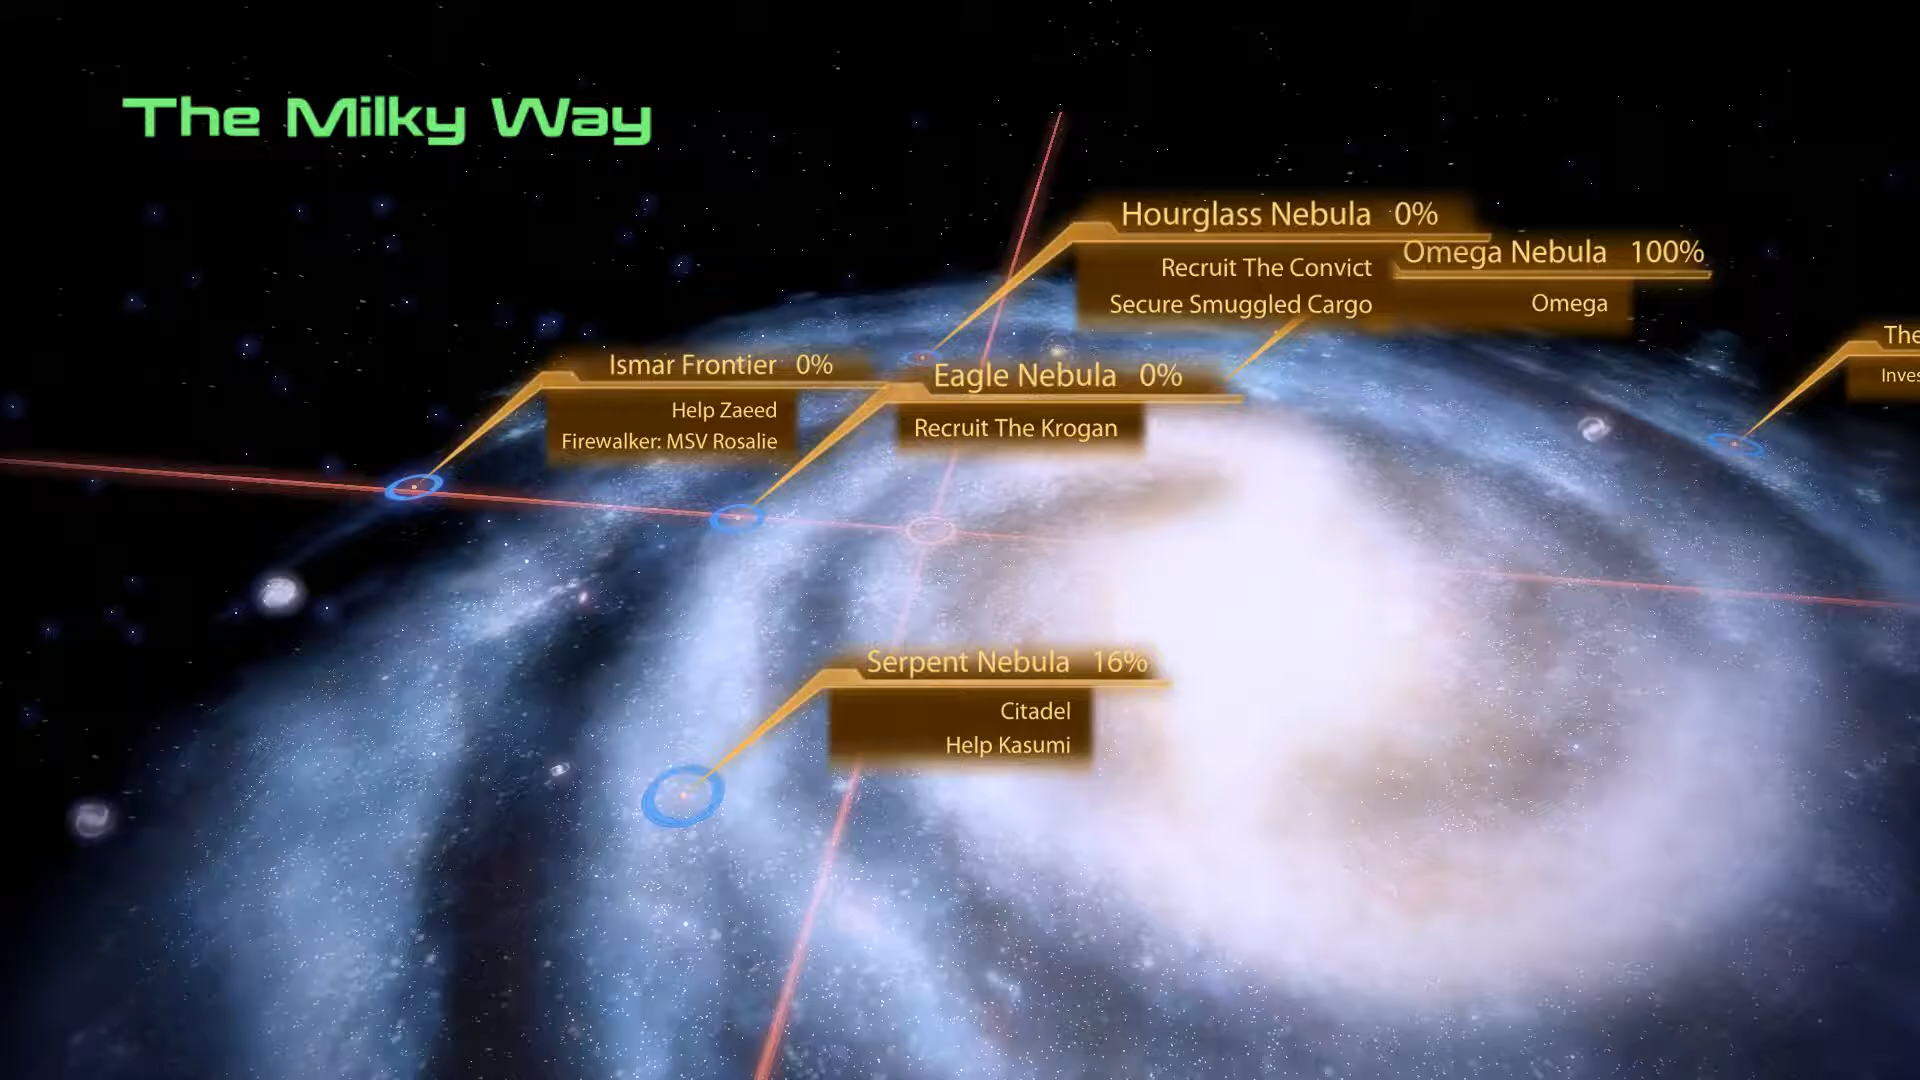 The Milky Way
Hourglass Nebula 0%
Recruit The Convict
Secure Smuggled Cargo
Omega Nebula 100%
Omega
The
Ismar Frontier 0%
Help Zaeed
Firewalker: MSV Rosalie
Eagle Nebula 0%
Recruit The Krogan
Serpent Nebula 16%
Citadel
Help Kasumi